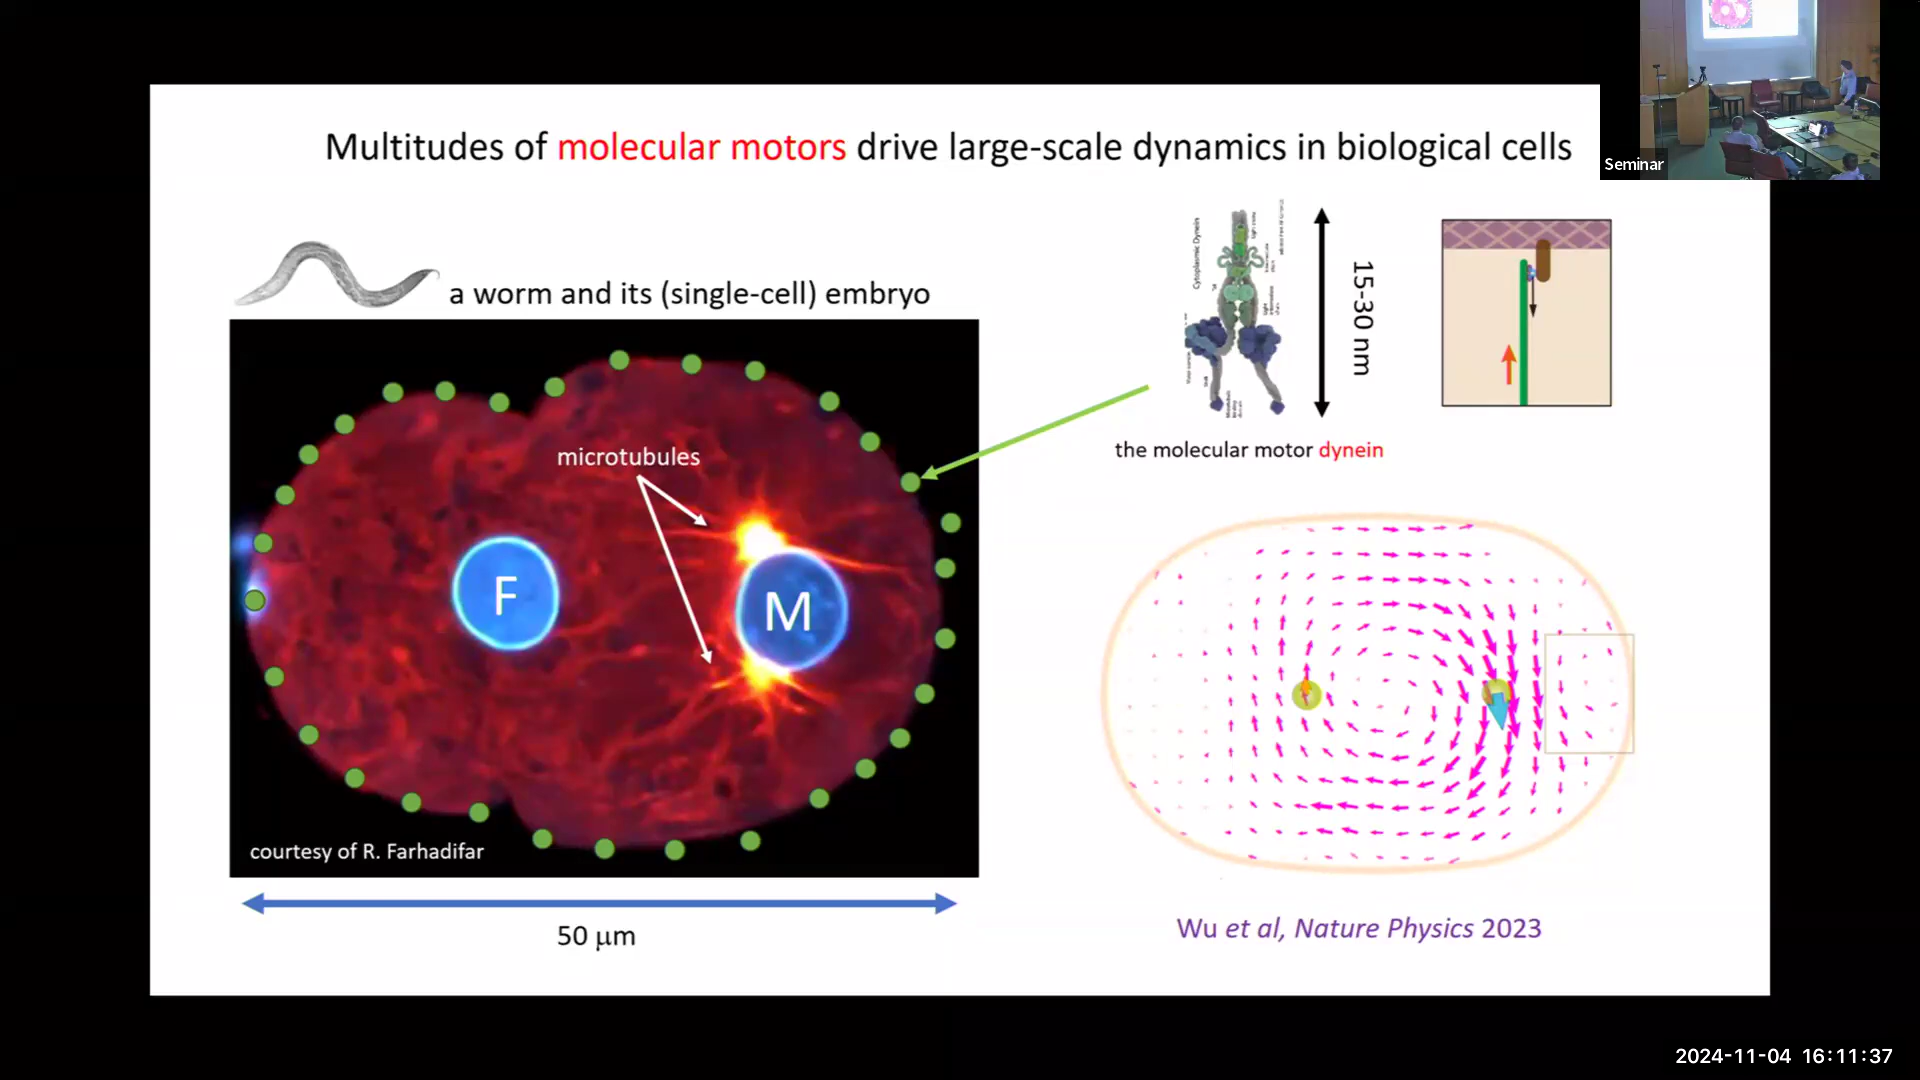 Multitudes of molecular motors drive large-scale dynamics in biological cells
Seminar
a worm and its (single-cell) embryo
Cytoplasmic Dynein
15-30 nm
the molecular motor dynein
microtubules
F
M
courtesy of R. Farhadifar
50 μm
Wu et al, Nature Physics 2023
2024-11-04 16:11:37